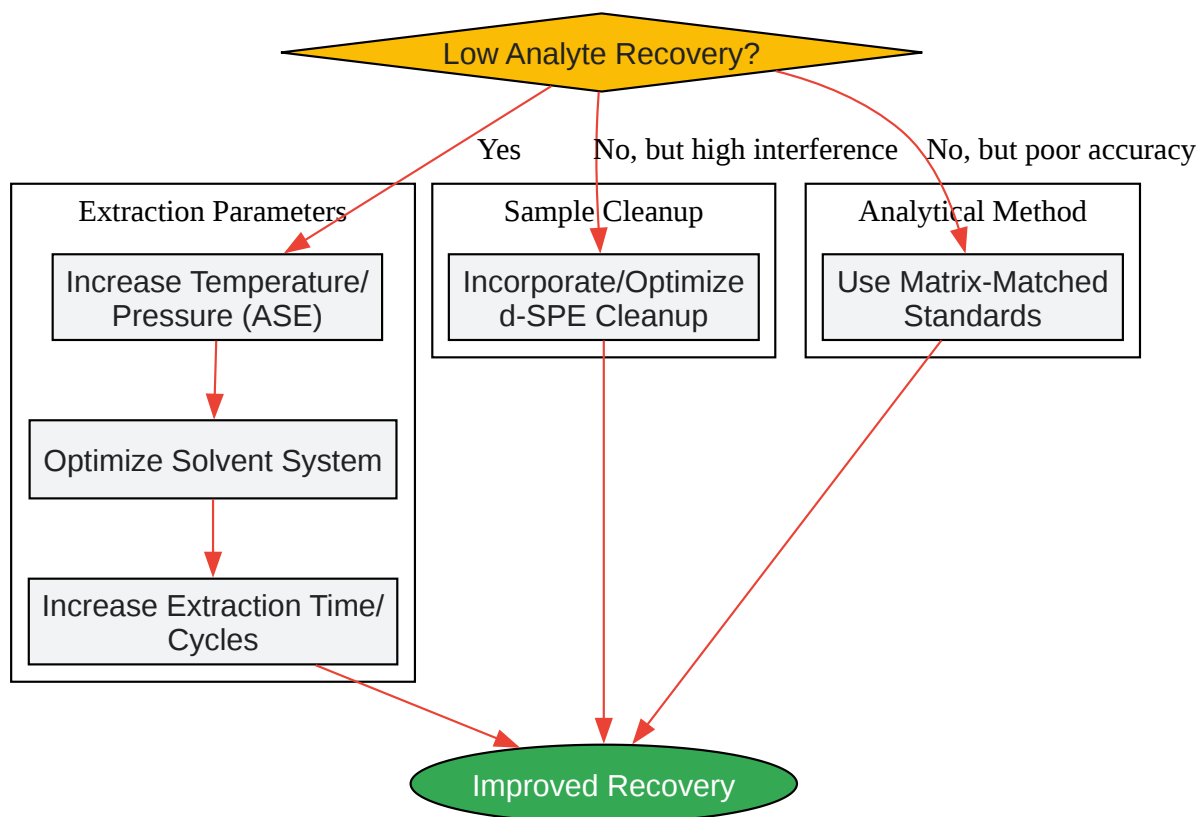 Low Analyte Recovery?
Yes
No, but high interference
No, but poor accuracy
Extraction Parameters
Sample Cleanup
Analytical Method
Increase Temperature/
Pressure (ASE)
Incorporate/Optimize
d-SPE Cleanup
Use Matrix-Matched
Standards
Optimize Solvent System
Increase Extraction Time/
Cycles
Improved Recovery